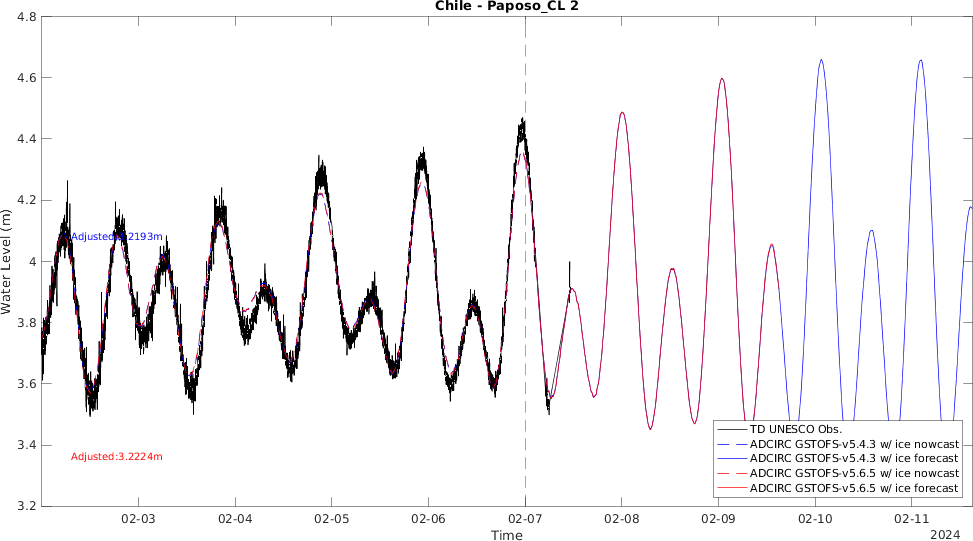 Chile - Paposo_CL 2
4.8
4.6
4.4
4.2
4
3.8
3.6
3.4
3.2
Water Level (m)
2193m
Adjusted:3.2224m
TD UNESCO Obs.
ADCIRC GSTOFS-v5.4.3 w/ ice nowcast
ADCIRC GSTOFS-v5.4.3 w/ ice forecast
ADCIRC GSTOFS-v5.6.5 w/ ice nowcast
ADCIRC GSTOFS-v5.6.5 w/ ice forecast
02-03 02-04 02-05 02-06 02-07 02-08 02-09 02-10 02-11
Time
2024